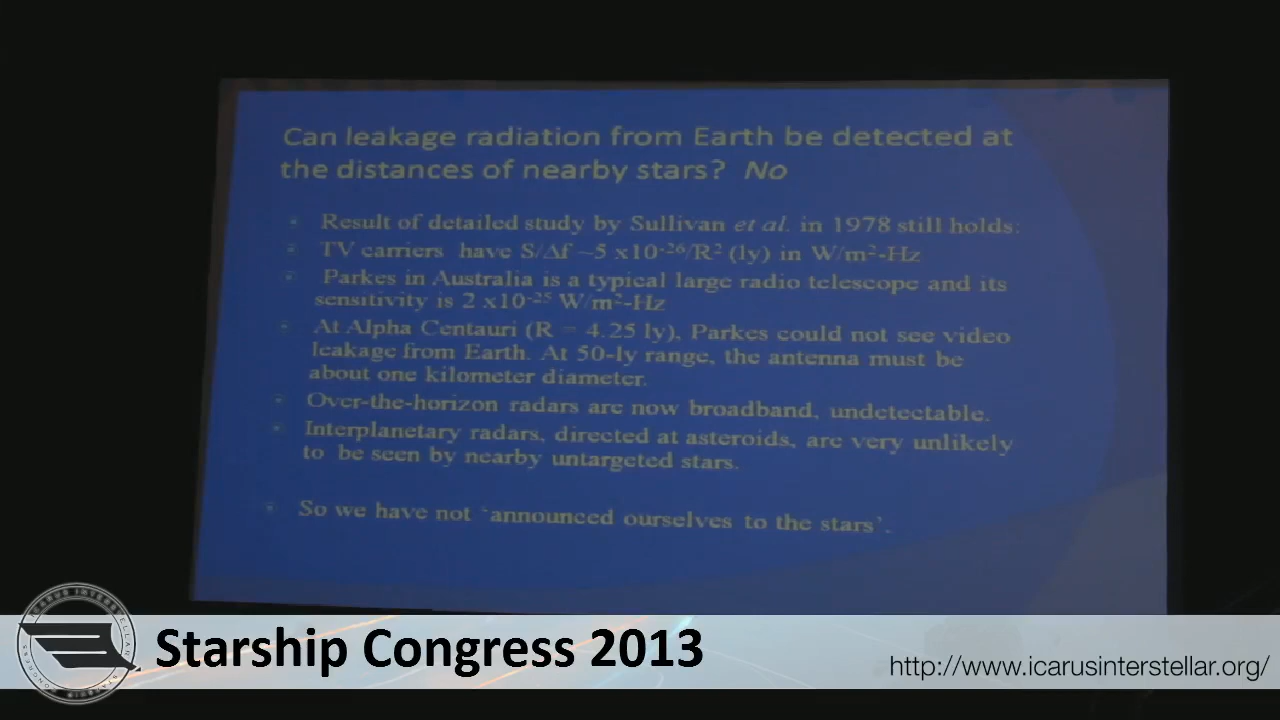 Can leakage radiation from Earth be detected at
the distances of nearby stars? No
Result of detailed study by Sullivan et al. in 1978 still holds:
TV carriers have S/Δf ~5 x10⁻²⁶/R² (ly) in W/m²-Hz
Parkes in Australia is a typical large radio telescope and its
sensitivity is 2 x10⁻²⁵ W/m²-Hz
At Alpha Centauri (R = 4.25 ly), Parkes could not see video
leakage from Earth. At 50-ly range, the antenna must be
about one kilometer diameter.
Over-the-horizon radars are now broadband, undetectable.
Interplanetary radars, directed at asteroids, are very unlikely
to be seen by nearby untargeted stars.
So we have not 'announced ourselves to the stars'.
ICARUS INTERSTELLAR
STARSHIP CONGRESS
Starship Congress 2013
http://www.icarusinterstellar.org/